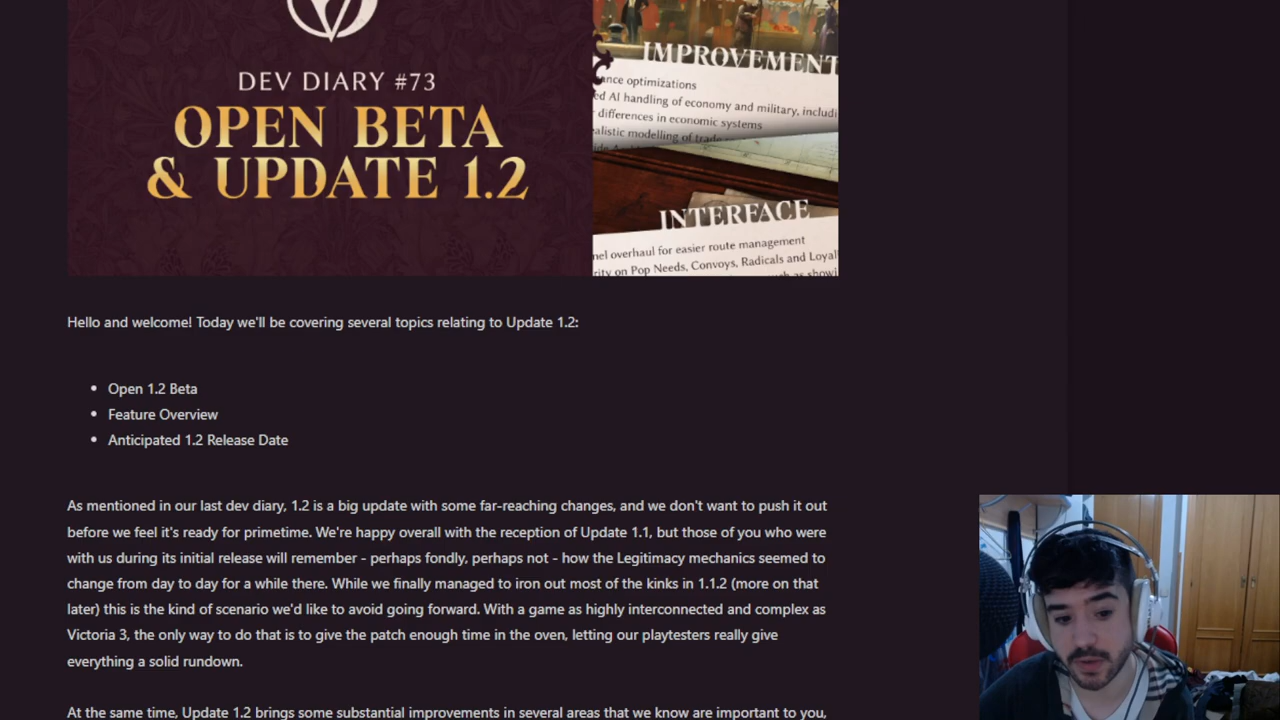 DEV DIARY #73
OPEN BETA
& UPDATE 1.2
IMPROVEMENT
ance optimizations
ed AI handling of economy and military, includi
differences in economic systems
ealistic modelling of trade
INTERFACE
nel overhaul for easier route management
rity on Pop Needs, Convoys, Radicals and Loyal
Hello and welcome! Today we'll be covering several topics relating to Update 1.2:
Open 1.2 Beta
Feature Overview
Anticipated 1.2 Release Date
As mentioned in our last dev diary, 1.2 is a big update with some far-reaching changes, and we don't want to push it out
before we feel it's ready for primetime. We're happy overall with the reception of Update 1.1, but those of you who were
with us during its initial release will remember - perhaps fondly, perhaps not - how the Legitimacy mechanics seemed to
change from day to day for a while there. While we finally managed to iron out most of the kinks in 1.1.2 (more on that
later) this is the kind of scenario we'd like to avoid going forward. With a game as highly interconnected and complex as
Victoria 3, the only way to do that is to give the patch enough time in the oven, letting our playtesters really give
everything a solid rundown.
At the same time, Update 1.2 brings some substantial improvements in several areas that we know are important to you,